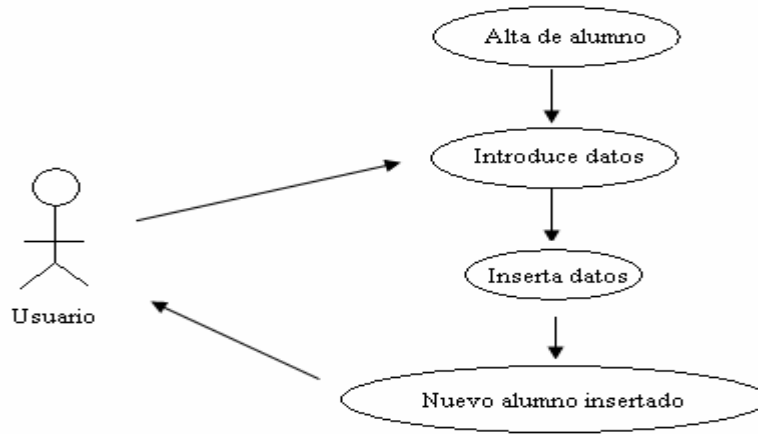 Alta de alumno
Introduce datos
Inserta datos
Usuario
Nuevo alumno insertado